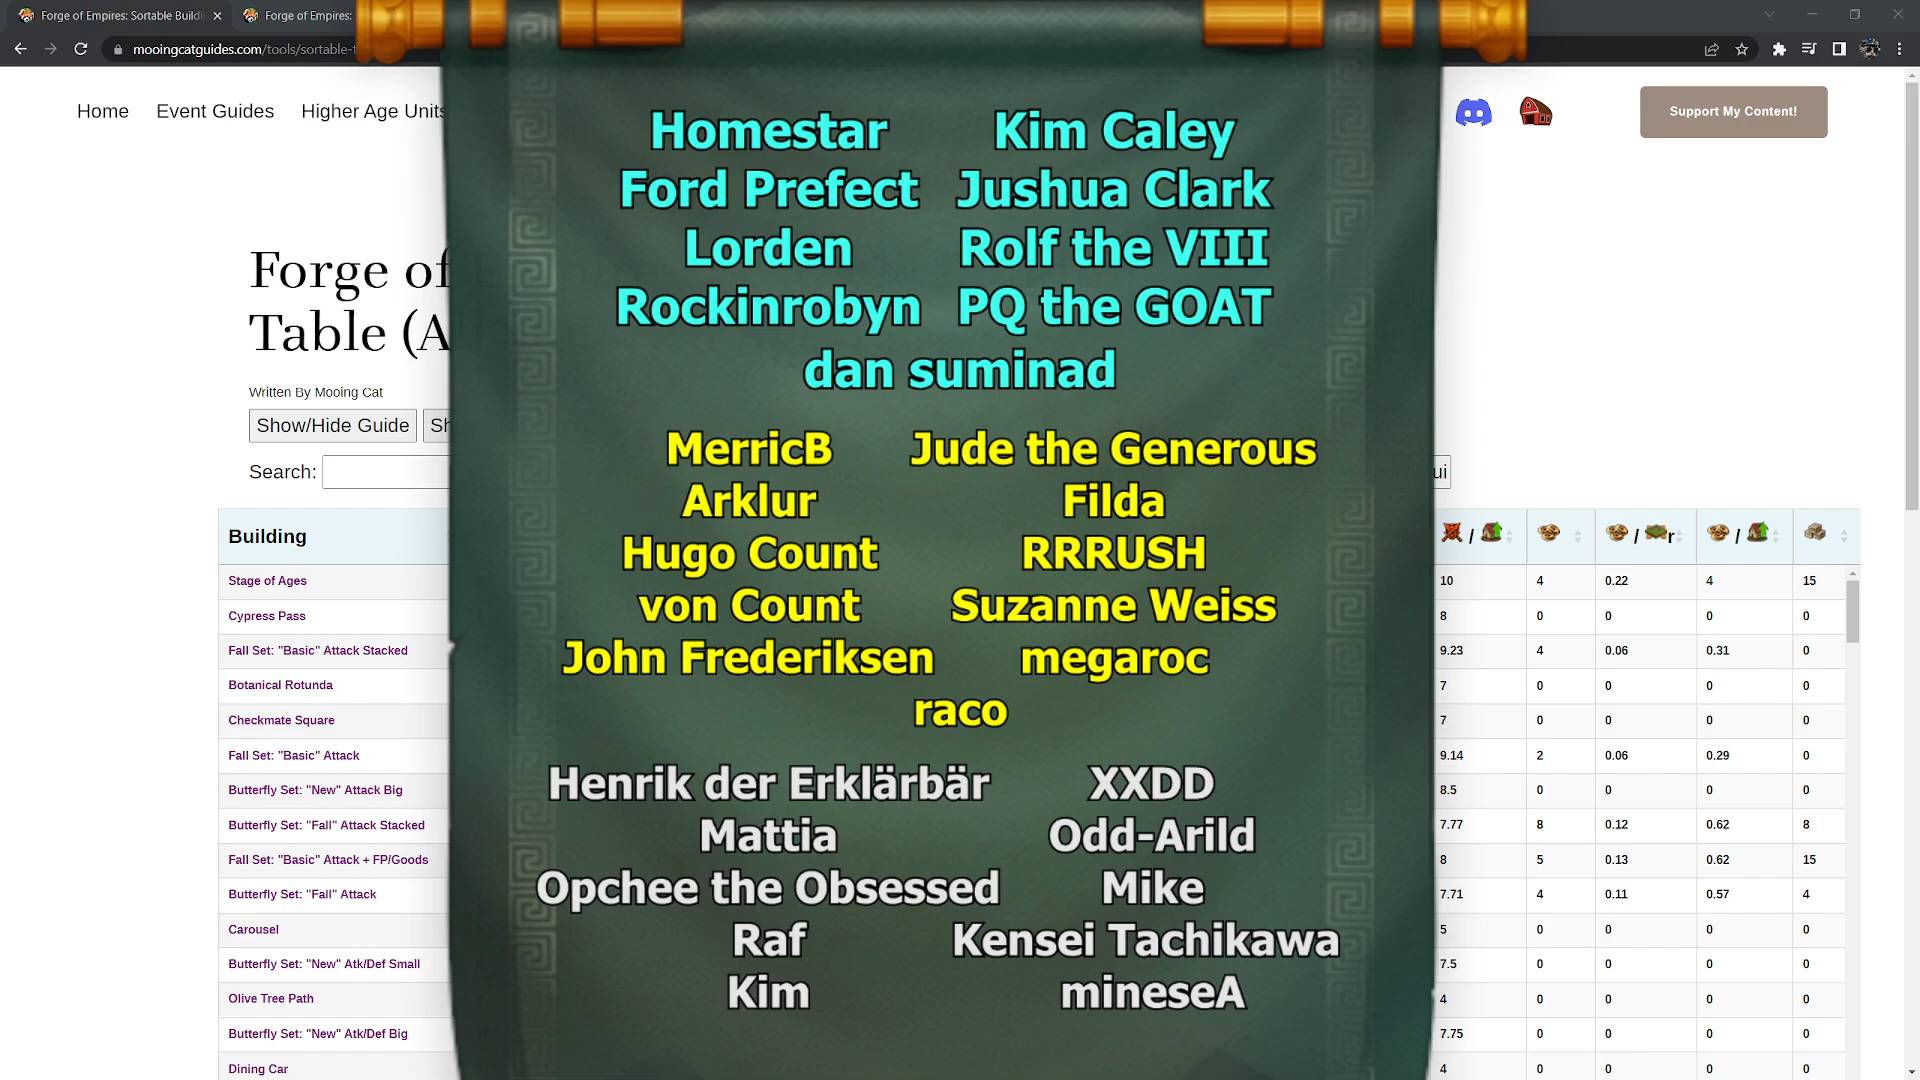 Forge of Empires: Sortable Buildi
Forge of Empires:
mooingcatguides.com/tools/sortable-t
Home Event Guides Higher Age Units
Support My Content!
Homestar Kim Caley
Ford Prefect Jushua Clark
Lorden Rolf the VIII
Rockinrobyn PQ the GOAT
dan suminad
Forge of
Table (A
Written By Mooing Cat
Show/Hide Guide Sh
Search: ui
MerricB Jude the Generous
Arklur Filda
Hugo Count RRRUSH
von Count Suzanne Weiss
John Frederiksen megaroc
raco
Henrik der Erklärbär XXDD
Mattia Odd-Arild
Opchee the Obsessed Mike
Raf Kensei Tachikawa
Kim mineseA
Building / / r /
Stage of Ages 10 4 0.22 4 15
Cypress Pass 8 0 0 0 0
Fall Set: "Basic" Attack Stacked 9.23 4 0.06 0.31 0
Botanical Rotunda 7 0 0 0 0
Checkmate Square 7 0 0 0 0
Fall Set: "Basic" Attack 9.14 2 0.06 0.29 0
Butterfly Set: "New" Attack Big 8.5 0 0 0 0
Butterfly Set: "Fall" Attack Stacked 7.77 8 0.12 0.62 8
Fall Set: "Basic" Attack + FP/Goods 8 5 0.13 0.62 15
Butterfly Set: "Fall" Attack 7.71 4 0.11 0.57 4
Carousel 5 0 0 0 0
Butterfly Set: "New" Atk/Def Small 7.5 0 0 0 0
Olive Tree Path 4 0 0 0 0
Butterfly Set: "New" Atk/Def Big 7.75 0 0 0 0
Dining Car 4 0 0 0 0